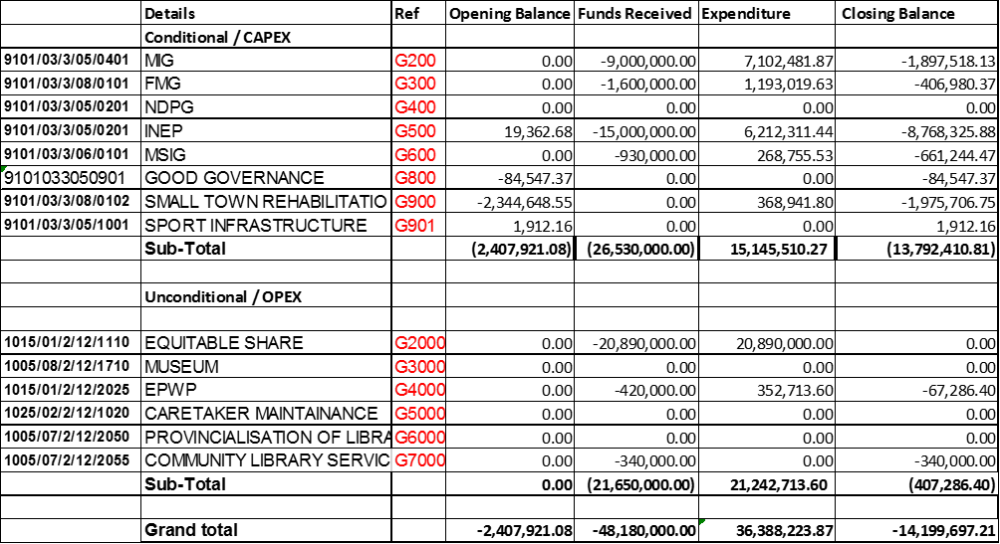 Details Ref Opening Balance Funds Received Expenditure Closing Balance
Conditional / CAPEX
9101/03/3/05/0401 MIG G200 0.00 -9,000,000.00 7,102,481.87 -1,897,518.13
9101/03/3/08/0101 FMG G300 0.00 -1,600,000.00 1,193,019.63 -406,980.37
9101/03/3/05/0201 NDPG G400 0.00 0.00 0.00 0.00
9101/03/3/05/0201 INEP G500 19,362.68 -15,000,000.00 6,212,311.44 -8,768,325.88
9101/03/3/06/0101 MSIG G600 0.00 -930,000.00 268,755.53 -661,244.47
9101033050901 GOOD GOVERNANCE G800 -84,547.37 0.00 0.00 -84,547.37
9101/03/3/08/0102 SMALL TOWN REHABILITATIO G900 -2,344,648.55 0.00 368,941.80 -1,975,706.75
9101/03/3/05/1001 SPORT INFRASTRUCTURE G901 1,912.16 0.00 0.00 1,912.16
Sub-Total (2,407,921.08) (26,530,000.00) 15,145,510.27 (13,792,410.81)
Unconditional / OPEX
1015/01/2/12/1110 EQUITABLE SHARE G2000 0.00 -20,890,000.00 20,890,000.00 0.00
1005/08/2/12/1710 MUSEUM G3000 0.00 0.00 0.00 0.00
1015/01/2/12/2025 EPWP G4000 0.00 -420,000.00 352,713.60 -67,286.40
1025/02/2/12/1020 CARETAKER MAINTAINANCE G5000 0.00 0.00 0.00 0.00
1005/07/2/12/2050 PROVINCIALISATION OF LIBRA G6000 0.00 0.00 0.00 0.00
1005/07/2/12/2055 COMMUNITY LIBRARY SERVIC G7000 0.00 -340,000.00 0.00 -340,000.00
Sub-Total 0.00 (21,650,000.00) 21,242,713.60 (407,286.40)
Grand total -2,407,921.08 -48,180,000.00 36,388,223.87 -14,199,697.21